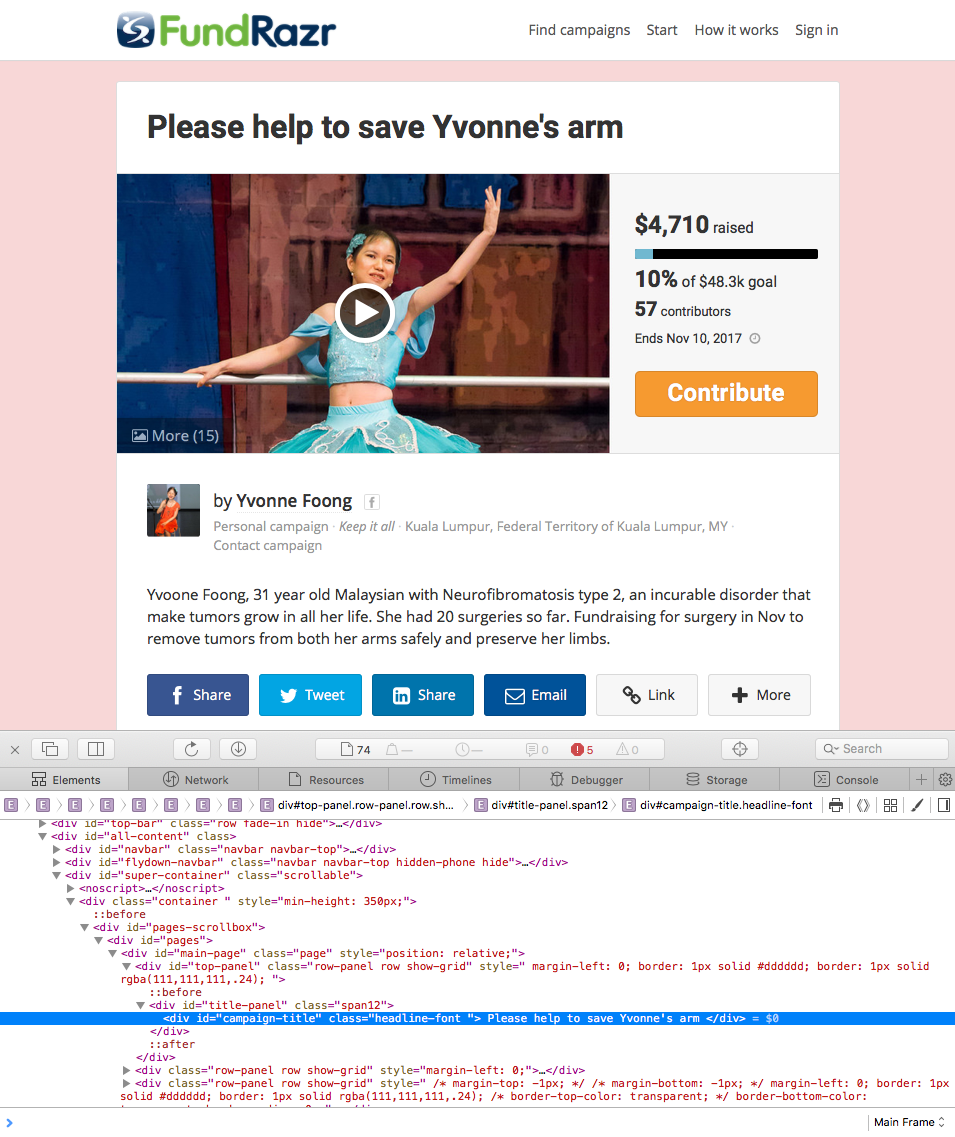 FundRazr
Find campaigns Start How it works Sign in
Please help to save Yvonne's arm
$4,710 raised
10% of $48.3k goal
57 contributors
Ends Nov 10, 2017
Contribute
More (15)
by Yvonne Foong f
Personal campaign · Keep it all · Kuala Lumpur, Federal Territory of Kuala Lumpur, MY ·
Contact campaign
Yvoone Foong, 31 year old Malaysian with Neurofibromatosis type 2, an incurable disorder that
make tumors grow in all her life. She had 20 surgeries so far. Fundraising for surgery in Nov to
remove tumors from both her arms safely and preserve her limbs.
Share Tweet Share Email Link More
74 — — 0 5 0 Search
Elements Network Resources Timelines Debugger Storage Console
E E E E E E E E E div#top-panel.row-panel.row.sh... E div#title-panel.span12 E div#campaign-title.headline-font
<div id="top-bar" class="row fade-in hide">…</div>
<div id="all-content" class>
<div id="navbar" class="navbar navbar-top">…</div>
<div id="flydown-navbar" class="navbar navbar-top hidden-phone hide">…</div>
<div id="super-container" class="scrollable">
<noscript>…</noscript>
<div class="container " style="min-height: 350px;">
::before
<div id="pages-scrollbox">
<div id="pages">
<div id="main-page" class="page" style="position: relative;">
<div id="top-panel" class="row-panel row show-grid" style=" margin-left: 0; border: 1px solid #dddddd; border: 1px solid
rgba(111,111,111,.24); ">
::before
<div id="title-panel" class="span12">
<div id="campaign-title" class="headline-font "> Please help to save Yvonne's arm </div> = $0
</div>
::after
</div>
<div class="row-panel row show-grid" style="margin-left: 0;">…</div>
<div class="row-panel row show-grid" style=" /* margin-top: -1px; */ /* margin-bottom: -1px; */ margin-left: 0; border: 1px
solid #dddddd; border: 1px solid rgba(111,111,111,.24); /* border-top-color: transparent; */ border-bottom-color:
Main Frame